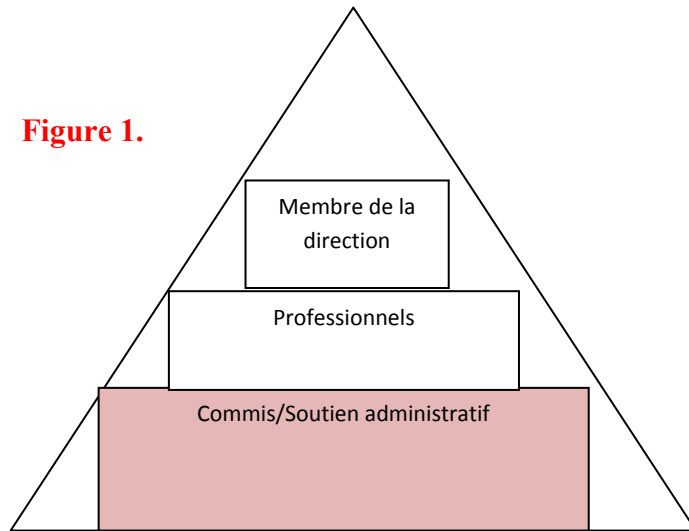 Figure 1.
Membre de la
direction
Professionnels
Commis/Soutien administratif